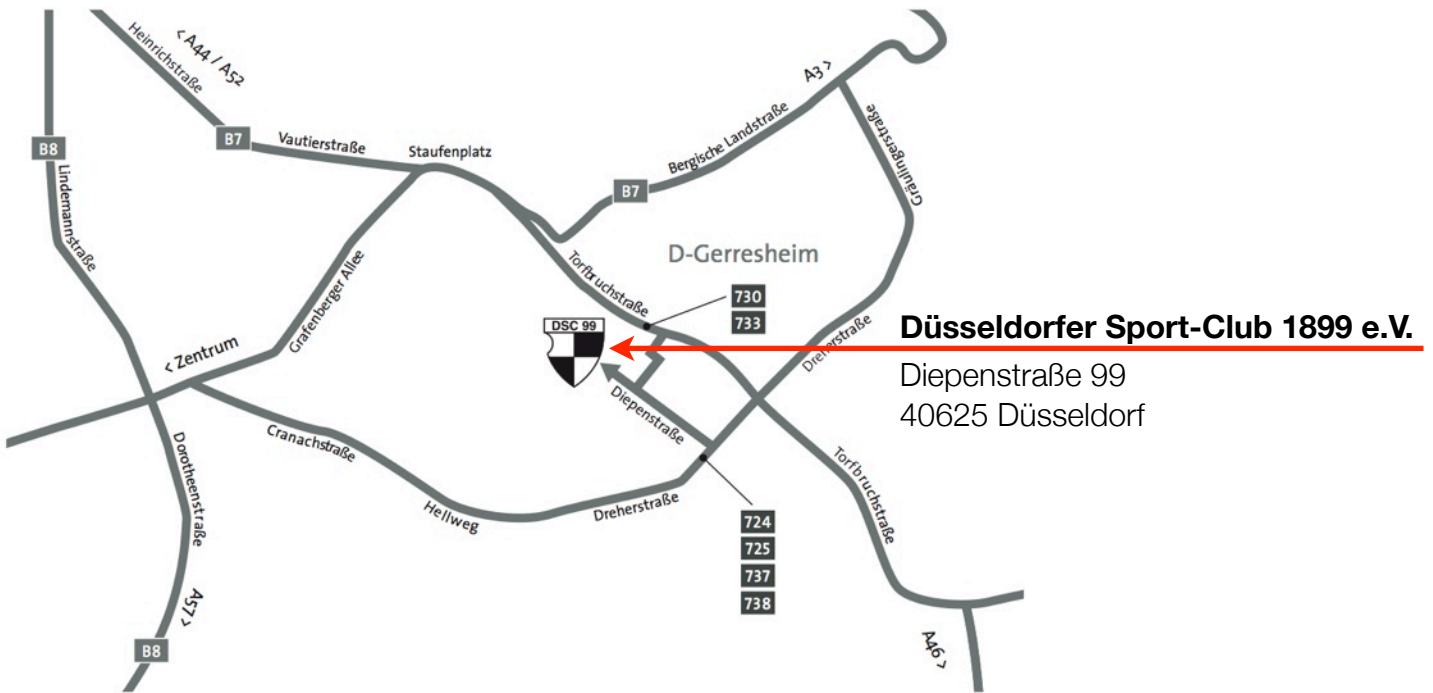 < A44 / A52
Heinrichstraße
B7
Vautierstraße
Staufenplatz
B8
Lindemannstraße
A3 >
Bergische Landstraße
B7
Gräulingerstraße
D-Gerresheim
Torfbruchstraße
730
733
Grafenberger Allee
< Zentrum
DSC 99
Dreherstraße
Düsseldorfer Sport-Club 1899 e.V.
Diepenstraße 99
40625 Düsseldorf
Diepenstraße
Cranachstraße
Dorotheenstraße
Hellweg
Dreherstraße
Torfbruchstraße
724
725
737
738
A57 >
B8
A46 >